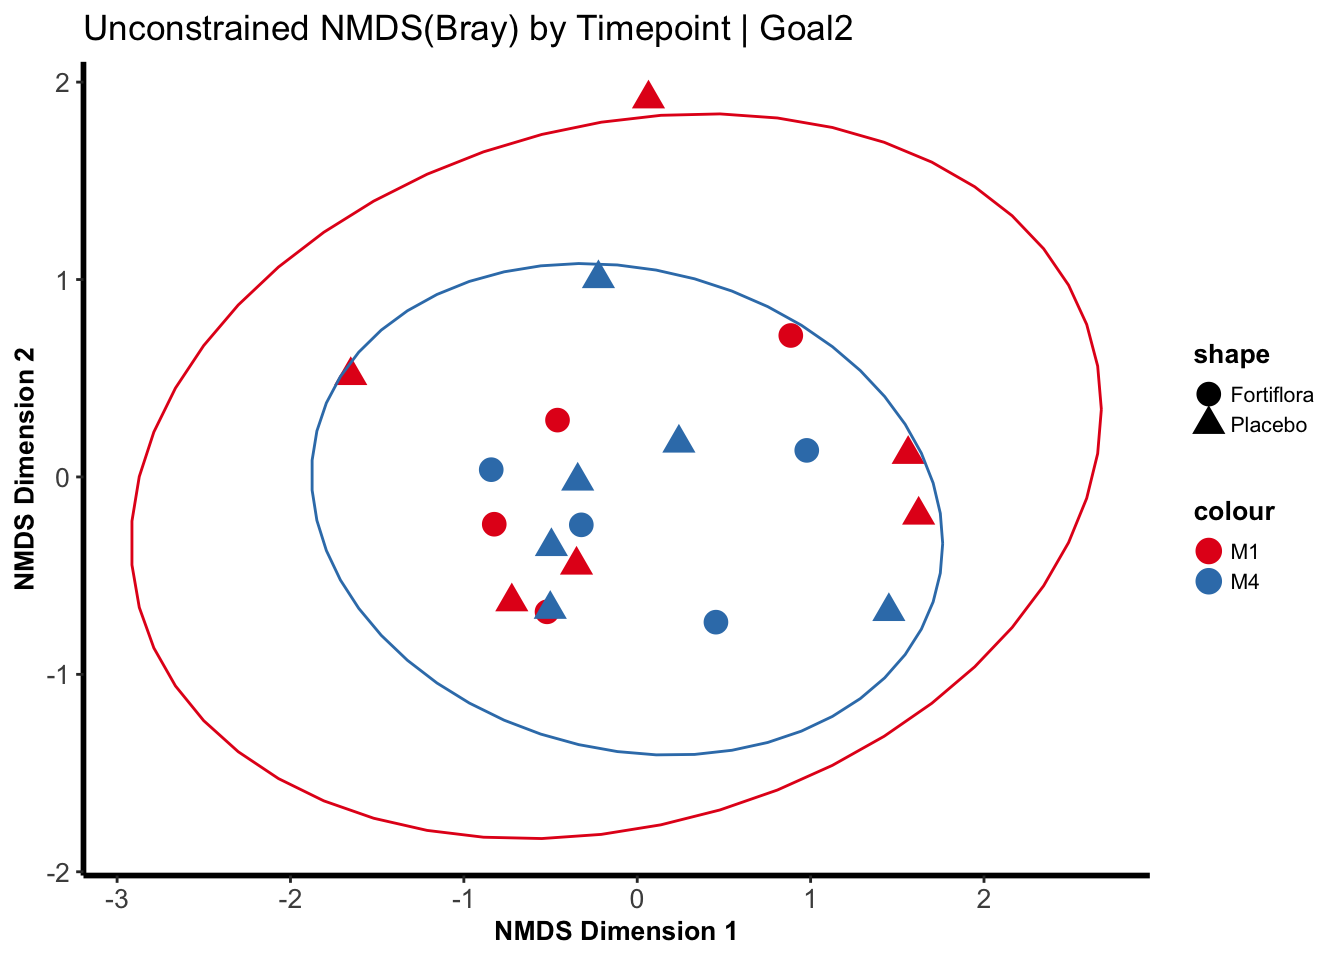 Unconstrained NMDS(Bray) by Timepoint | Goal2
2
1
0
-1
-2
-3
-2
-1
0
1
2
NMDS Dimension 2
NMDS Dimension 1
shape
Fortiflora
Placebo
colour
M1
M4